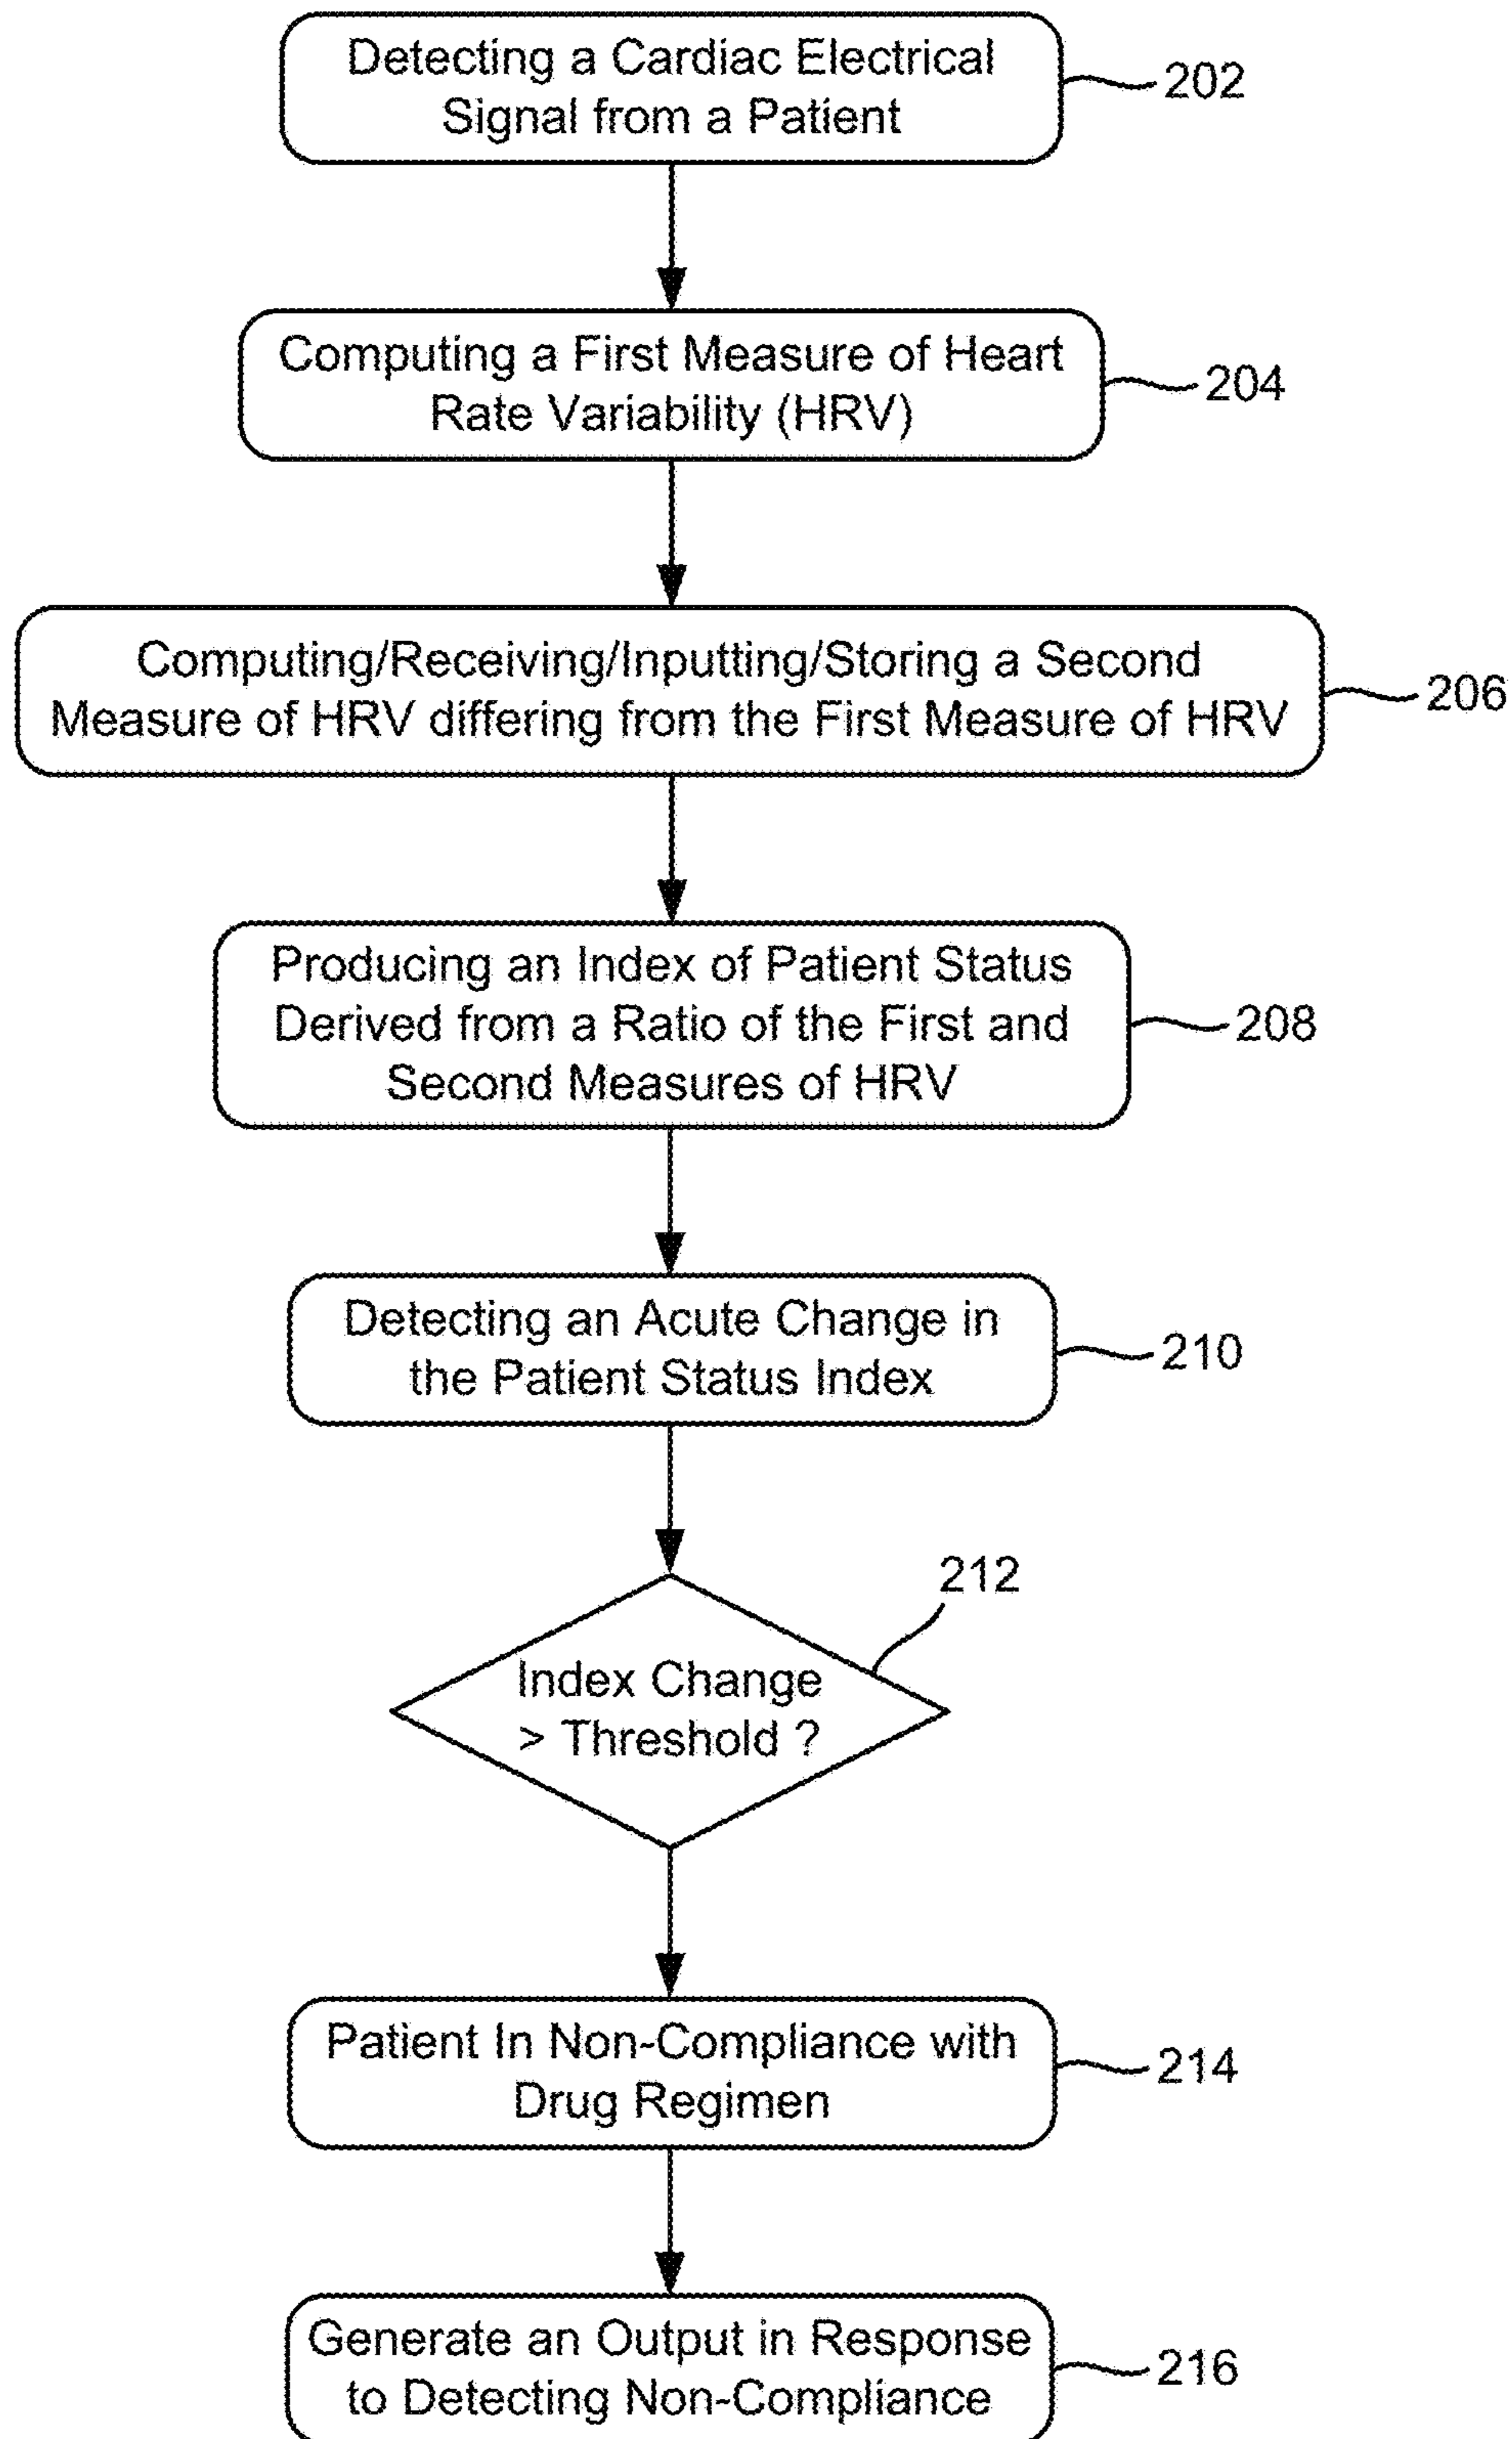 Detecting a Cardiac Electrical
Signal from a Patient
202
Computing a First Measure of Heart
Rate Variability (HRV)
204
Computing/Receiving/Inputting/Storing a Second
Measure of HRV differing from the First Measure of HRV
206
Producing an Index of Patient Status
Derived from a Ratio of the First and
Second Measures of HRV
208
Detecting an Acute Change in
the Patient Status Index
210
212
Index Change
> Threshold ?
Patient In Non-Compliance with
Drug Regimen
214
Generate an Output in Response
to Detecting Non-Compliance
216